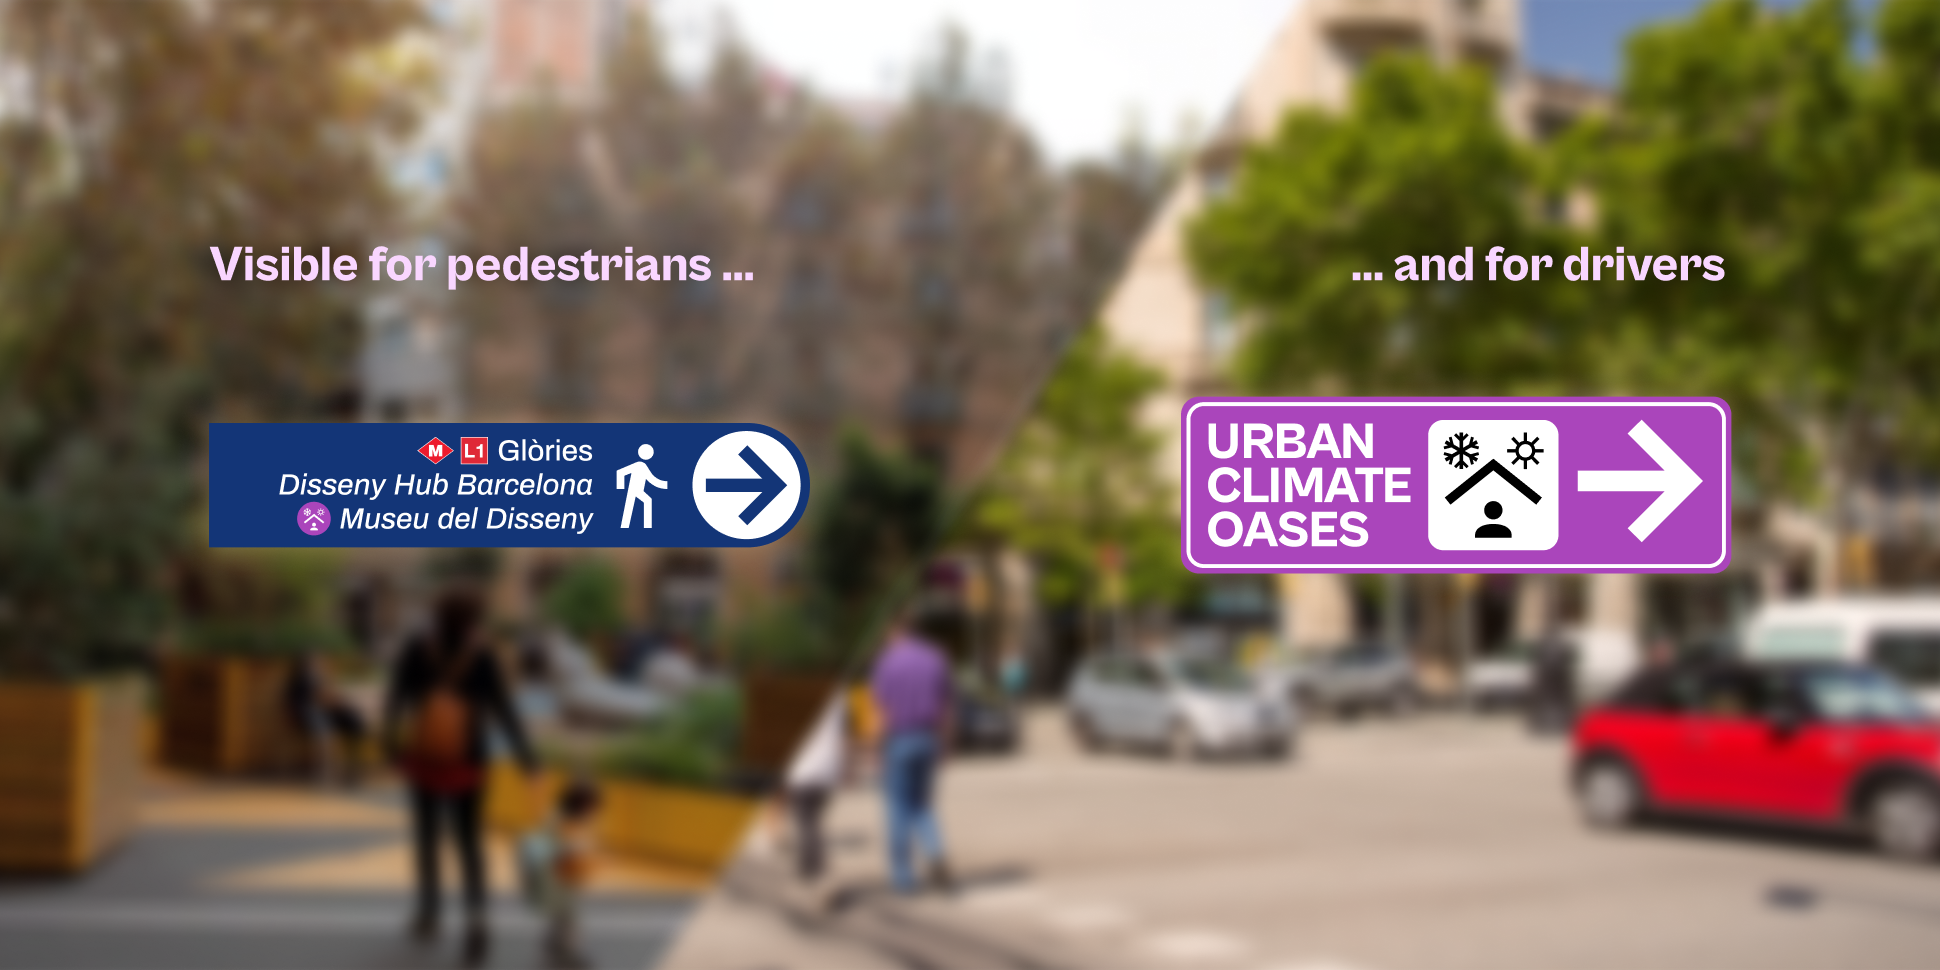 Visible for pedestrians ...
... and for drivers
M L1 Glòries
Disseny Hub Barcelona
Museu del Disseny
URBAN
CLIMATE
OASES